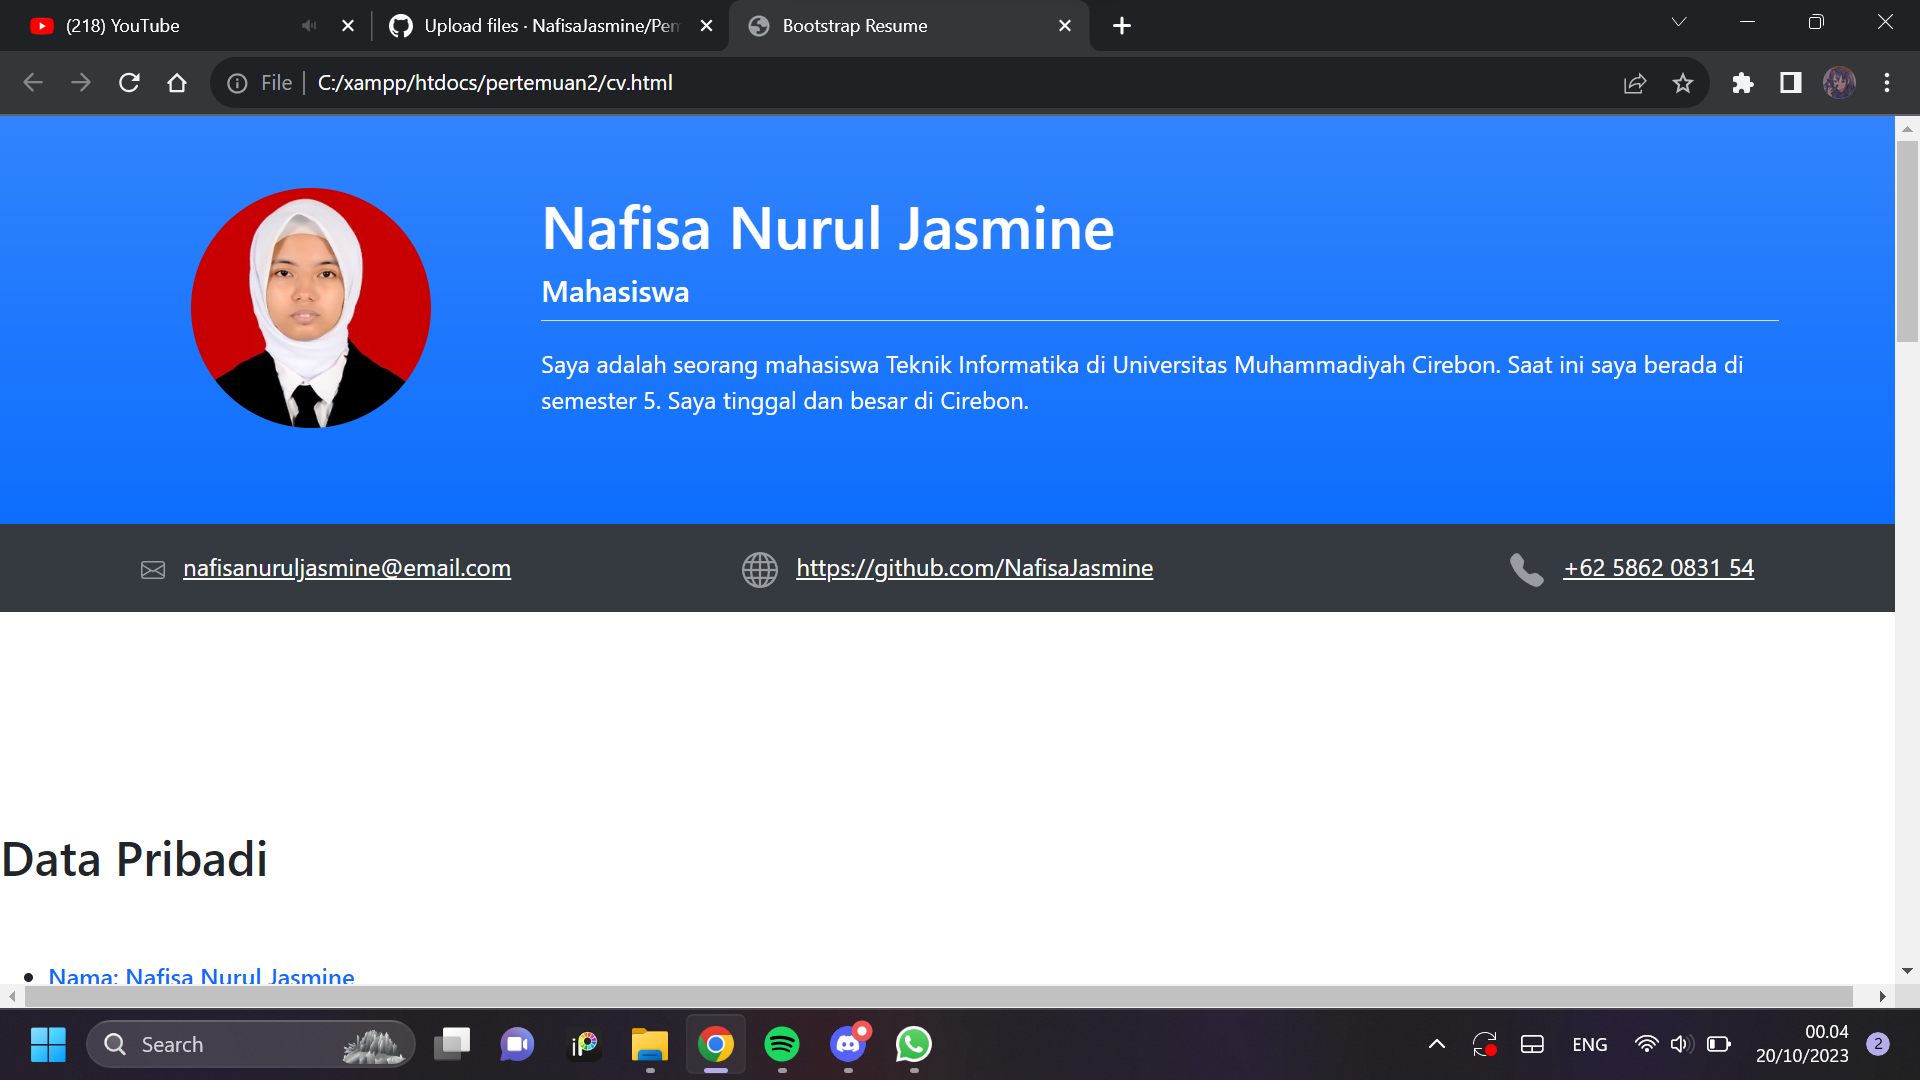 (218) YouTube
Upload files · NafisaJasmine/Pem
Bootstrap Resume
File
C:/xampp/htdocs/pertemuan2/cv.html
Nafisa Nurul Jasmine
Mahasiswa
Saya adalah seorang mahasiswa Teknik Informatika di Universitas Muhammadiyah Cirebon. Saat ini saya berada di
semester 5. Saya tinggal dan besar di Cirebon.
nafisanuruljasmine@email.com
https://github.com/NafisaJasmine
+62 5862 0831 54
Data Pribadi
Nama: Nafisa Nurul Jasmine
Search
iP
ENG
00.04
20/10/2023
2